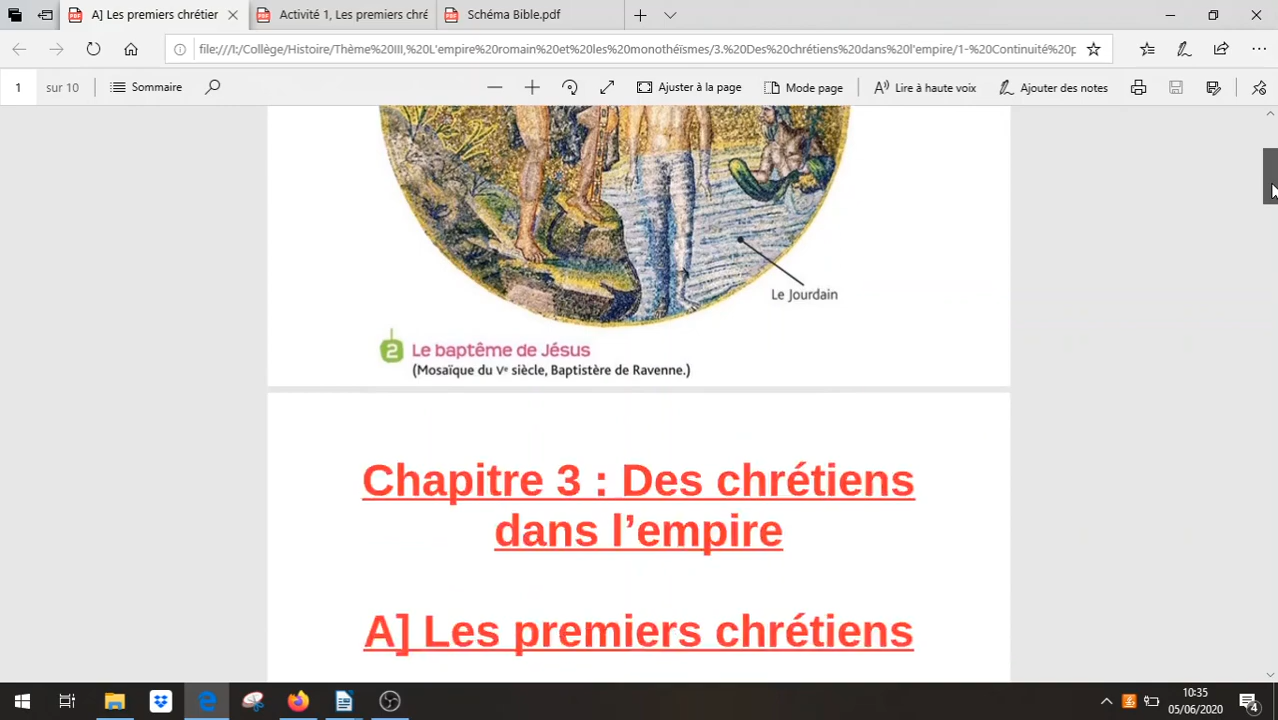 A] Les premiers chrétier
Activité 1, Les premiers chré
Schéma Bible.pdf
file:///I:/Collège/Histoire/Thème%20III,%20L'empire%20romain%20et%20les%20monothéïsmes/3.%20Des%20chrétiens%20dans%20l'empire/1-%20Continuité%20p
1
sur 10
Sommaire
Ajuster à la page
Mode page
Lire à haute voix
Ajouter des notes
Le Jourdain
2 Le baptême de Jésus
(Mosaïque du Ve siècle, Baptistère de Ravenne.)
Chapitre 3 : Des chrétiens
dans l’empire
A] Les premiers chrétiens
10:35
05/06/2020
4